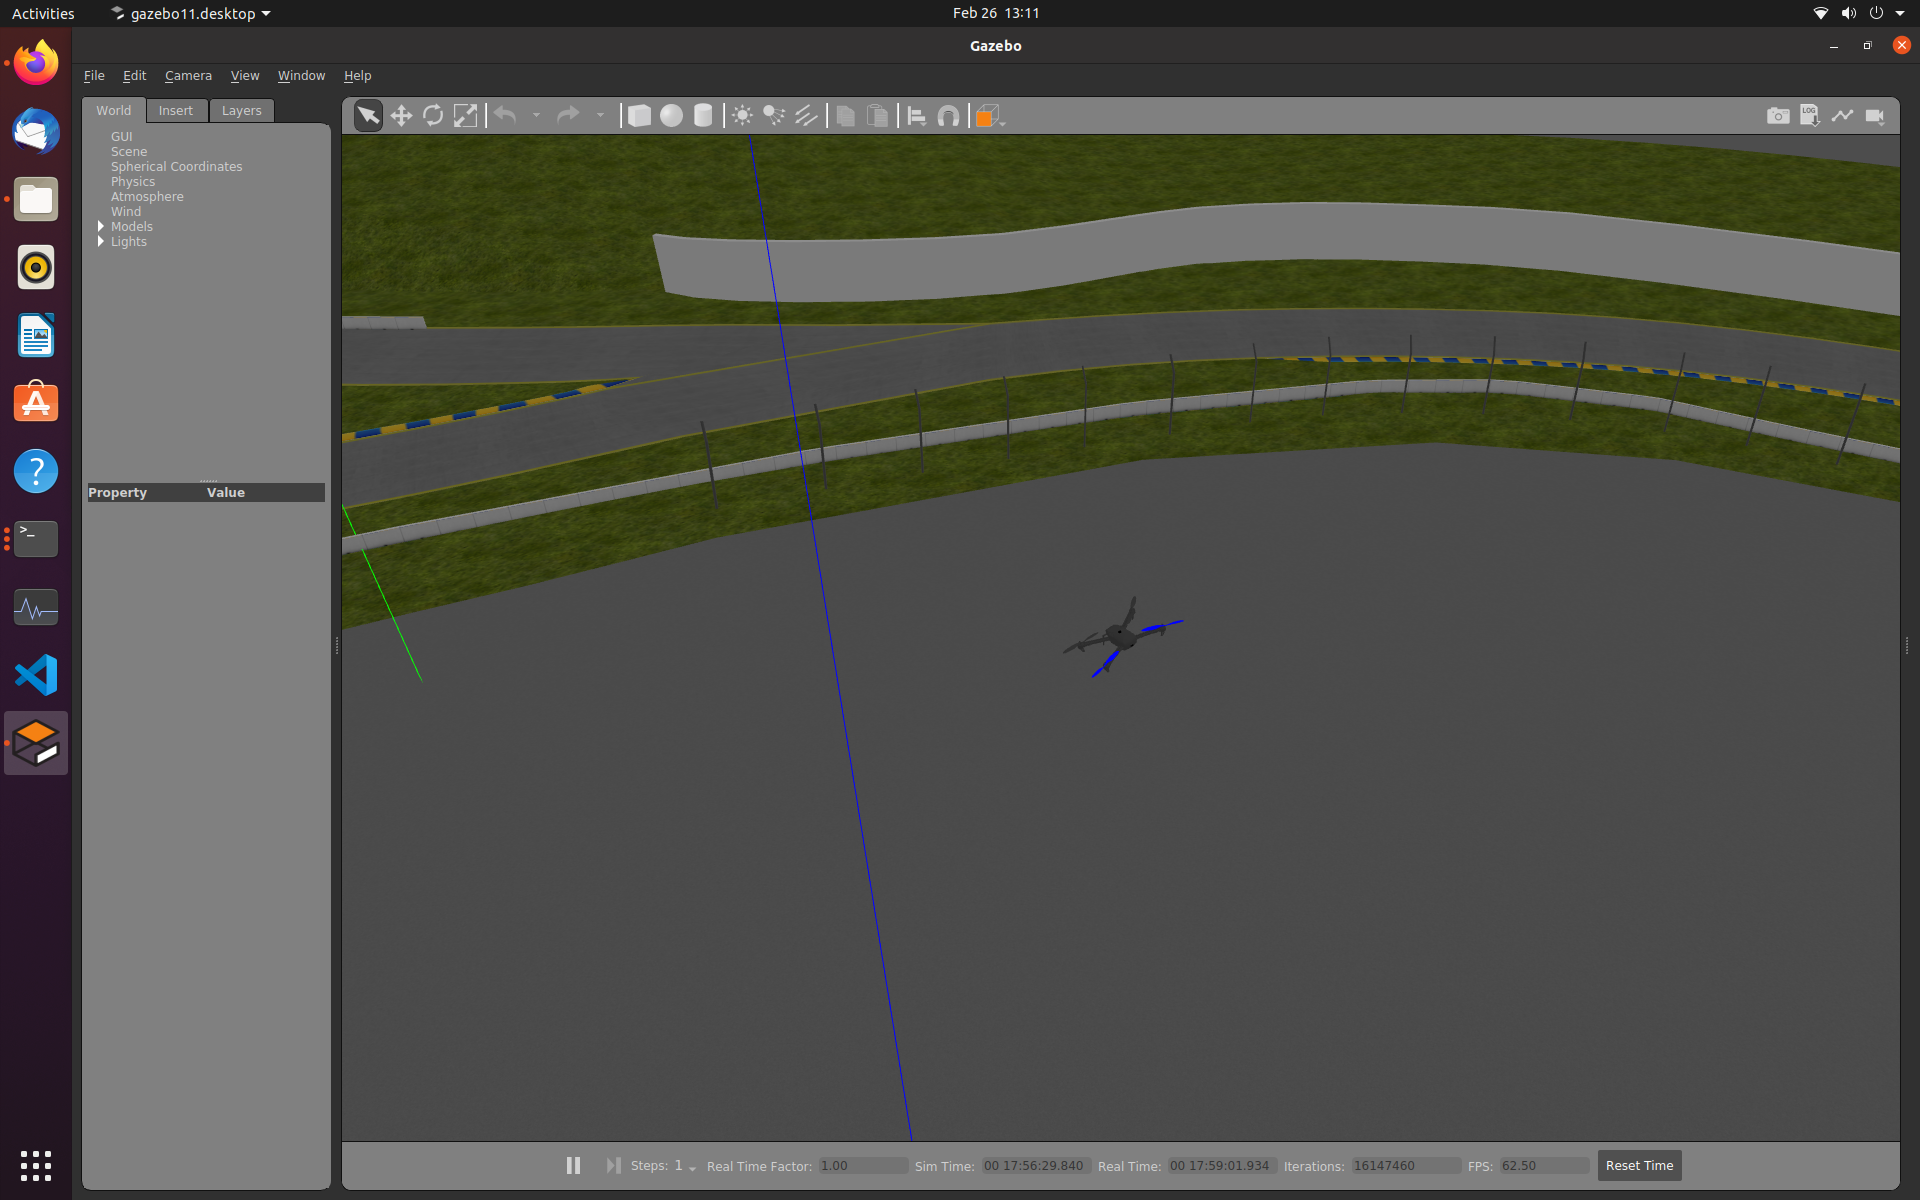 Activities
gazebo11.desktop
Feb 26 13:11
Gazebo
File Edit Camera View Window Help
World Insert Layers
GUI
Scene
Spherical Coordinates
Physics
Atmosphere
Wind
Models
Lights
LOG
Property Value
?
>_
Steps: 1 Real Time Factor: 1.00 Sim Time: 00 17:56:29.840 Real Time: 00 17:59:01.934 Iterations: 16147460 FPS: 62.50 Reset Time